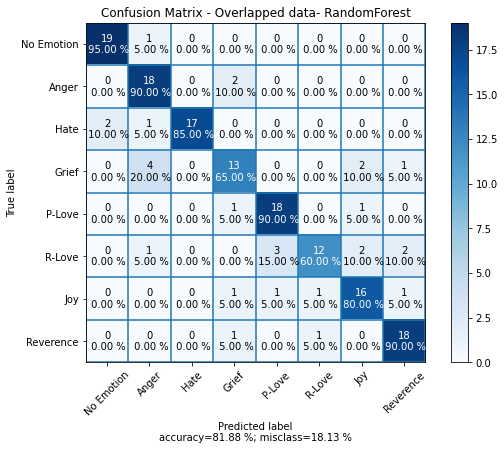 Confusion Matrix - Overlapped data- RandomForest
No Emotion 19 1 0 0 0 0 0 0
95.00 % 5.00 % 0.00 % 0.00 % 0.00 % 0.00 % 0.00 % 0.00 %
Anger 0 18 0 2 0 0 0 0
0.00 % 90.00 % 0.00 % 10.00 % 0.00 % 0.00 % 0.00 % 0.00 %
Hate 2 1 17 0 0 0 0 0
10.00 % 5.00 % 85.00 % 0.00 % 0.00 % 0.00 % 0.00 % 0.00 %
Grief 0 4 0 13 0 0 2 1
0.00 % 20.00 % 0.00 % 65.00 % 0.00 % 0.00 % 10.00 % 5.00 %
P-Love 0 0 0 1 18 0 1 0
0.00 % 0.00 % 0.00 % 5.00 % 90.00 % 0.00 % 5.00 % 0.00 %
R-Love 0 1 0 0 3 12 2 2
0.00 % 5.00 % 0.00 % 0.00 % 15.00 % 60.00 % 10.00 % 10.00 %
Joy 0 0 0 1 1 1 16 1
0.00 % 0.00 % 0.00 % 5.00 % 5.00 % 5.00 % 80.00 % 5.00 %
Reverence 0 0 0 1 0 1 0 18
0.00 % 0.00 % 0.00 % 5.00 % 0.00 % 5.00 % 0.00 % 90.00 %
True label
No Emotion Anger Hate Grief P-Love R-Love Joy Reverence
Predicted label
accuracy=81.88 %; misclass=18.13 %
17.5
15.0
12.5
10.0
7.5
5.0
2.5
0.0